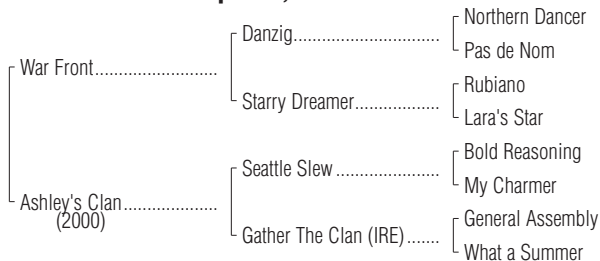 Northern Dancer
Danzig
Pas de Nom
War Front
Rubiano
Starry Dreamer
Lara's Star
Bold Reasoning
Seattle Slew
My Charmer
Ashley's Clan
(2000)
General Assembly
Gather The Clan (IRE)
What a Summer